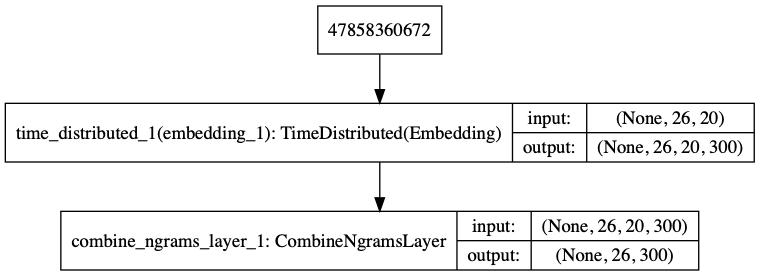 47858360672
time_distributed_1(embedding_1): TimeDistributed(Embedding)
input: (None, 26, 20)
output: (None, 26, 20, 300)
combine_ngrams_layer_1: CombineNgramsLayer
input: (None, 26, 20, 300)
output: (None, 26, 300)